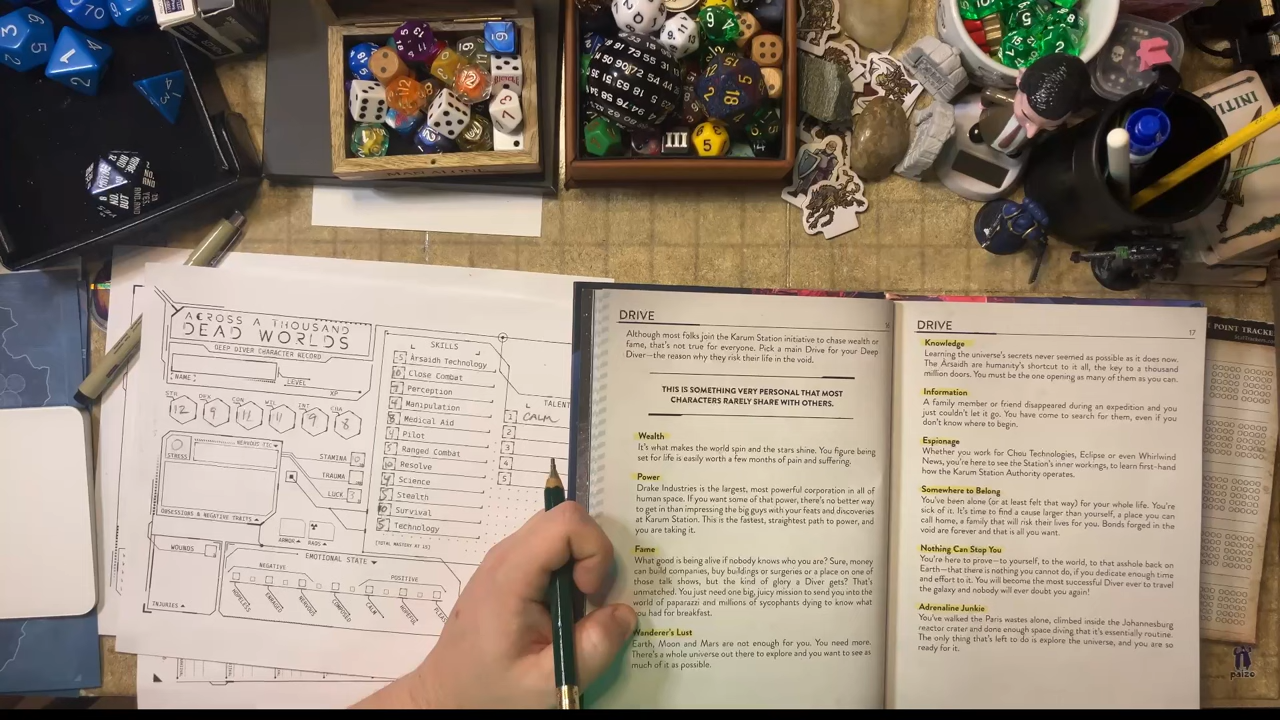 ACROSS A THOUSAND
DEAD WORLDS
DEEP DIVER CHARACTER RECORD
NAME
LEVEL
XP
STR
DEX
CON
WIL
INT
12
9
11
11
9
8
NERVOUS TIC
STRESS
STAMINA
TRAUMA
LUCK
OBSESSIONS & NEGATIVE TRAITS
ARMOR
RADS
WOUNDS
INJURIES
EMOTIONAL STATE
NEGATIVE
POSITIVE
HOPELESS
ENRAGED
NERVOUS
COMPOSED
CALM
HOPEFUL
SKILLS
Arsaidh Technology
Close Combat
Perception
Manipulation
Medical Aid
Pilot
Ranged Combat
Resolve
Science
Stealth
Survival
Technology
TALENT
1 CALM
2
3
4
5
DRIVE
Although most folks join the Karum Station initiative to chase wealth or
fame, that's not true for everyone. Pick a main Drive for your Deep
Diver—the reason why they risk their life in the void.
THIS IS SOMETHING VERY PERSONAL THAT MOST
CHARACTERS RARELY SHARE WITH OTHERS.
Wealth
It's what makes the world spin and the stars shine. You figure being
set for life is easily worth a few months of pain and suffering.
Power
Drake Industries is the largest, most powerful corporation in all of
human space. If you want some of that power, there's no better way
to get in than impressing the big guys with your feats and discoveries
at Karum Station. This is the fastest, straightest path to power, and
you are taking it.
Fame
What good is being alive if nobody knows who you are? Sure, money
can build companies, buy buildings or surgeries or a place on one of
those talk shows, but the kind of glory a Diver gets? That's
unmatched. You just need one big, juicy mission to send you into the
world of paparazzi and millions of sycophants dying to know what
you had for breakfast.
Wanderer's Lust
Earth, Moon and Mars are not enough for you. You need more.
There's a whole universe out there to explore and you want to see as
much of it as possible.
DRIVE
17
Knowledge
Learning the universe's secrets never seemed as possible as it does now.
The Arsaidh are humanity's shortcut to it all, the key to a thousand
million doors. You must be the one opening as many of them as you can.
Information
A family member or friend disappeared during an expedition and you
just couldn't let it go. You have come to search for them, even if you
don't know where to begin.
Espionage
Whether you work for Chou Technologies, Eclipse or even Whirlwind
News, you're here to see the Station's inner workings, to learn first-hand
how the Karum Station Authority operates.
Somewhere to Belong
You've been alone (or at least felt that way) for your whole life. You're
sick of it. It's time to find a cause larger than yourself, a place you can
call home, a family that will risk their lives for you. Bonds forged in the
void are forever and that is all you want.
Nothing Can Stop You
You're here to prove—to yourself, to the world, to that asshole back on
Earth—that there is nothing you cannot do, if you dedicate enough time
and effort to it. You will become the most successful Diver ever to travel
the galaxy and nobody will ever doubt you again!
Adrenaline Junkie
You've walked the Paris wastes alone, climbed inside the Johannesburg
reactor crater and done enough space diving that it's essentially routine.
The only thing that's left to do is explore the universe, and you are so
ready for it.
POINT TRACKE
paizo
INITI
BICYCLE
III
5